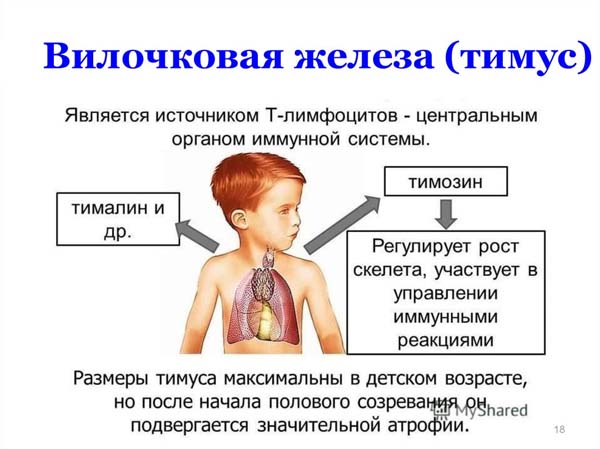 Вилочковая железа (тимус)
Является источником Т-лимфоцитов - центральным
органом иммунной системы.
тимозин
тималин и
др.
Регулирует рост
скелета, участвует в
управлении
иммунными
реакциями
Размеры тимуса максимальны в детском возрасте,
но после начала полового созревания он
подвергается значительной атрофии.
MyShared
18